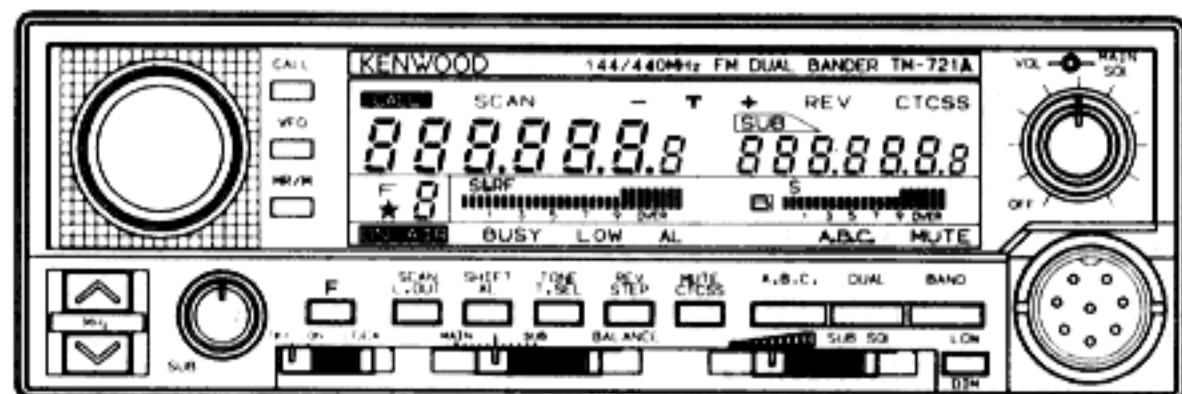 KENWOOD 144/440MHz FM DUAL BANDER TM-721A
CALL
VFO
MR/M
CALL SCAN - T + REV CTCSS
SUB
888.888.8 888.888.8
F 8
S&RF
1 3 5 7 9 OVER
S
1 3 5 7 9 OVER
ON AIR BUSY LOW AL A.B.C. MUTE
VOL MAIN SQL
OFF
SUB
F
SCAN L.OUT
SHIFT AL
TONE T.SEL
REV STEP
MUTE CTCSS
A.B.C. DUAL BAND
MAIN SUB BALANCE
SUB SQL
LOW
DIM